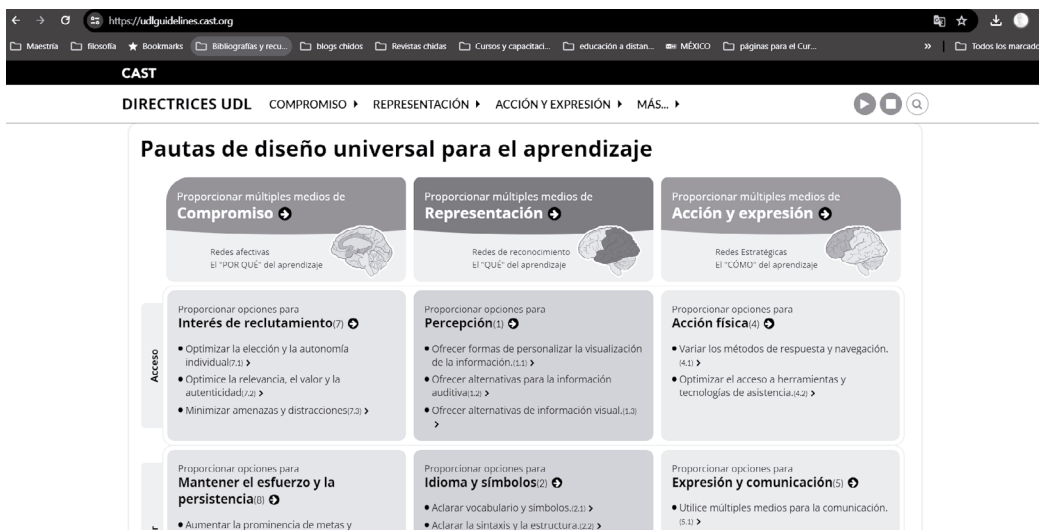 https://udlguidelines.cast.org
Maestría filosofía Bookmarks Bibliografías y recu... blogs chidos Revistas chidas Cursos y capacitaci... educación a distan... MÉXICO páginas para el Cur... » Todos los marcado
CAST
DIRECTRICES UDL COMPROMISO REPRESENTACIÓN ACCIÓN Y EXPRESIÓN MÁS...
Pautas de diseño universal para el aprendizaje
Proporcionar múltiples medios de
Compromiso
Redes afectivas
El "POR QUÉ" del aprendizaje
Proporcionar múltiples medios de
Representación
Redes de reconocimiento
El "QUÉ" del aprendizaje
Proporcionar múltiples medios de
Acción y expresión
Redes Estratégicas
El "CÓMO" del aprendizaje
Acceso
Proporcionar opciones para
Interés de reclutamiento(7)
• Optimizar la elección y la autonomía
individual(7.1) >
• Optimice la relevancia, el valor y la
autenticidad(7.2) >
• Minimizar amenazas y distracciones(7.3) >
Proporcionar opciones para
Percepción(1)
• Ofrecer formas de personalizar la visualización
de la información.(1.1) >
• Ofrecer alternativas para la información
auditiva(1.2) >
• Ofrecer alternativas de información visual.(1.3)
>
Proporcionar opciones para
Acción física(4)
• Variar los métodos de respuesta y navegación.
(4.1) >
• Optimizar el acceso a herramientas y
tecnologías de asistencia.(4.2) >
Proporcionar opciones para
Mantener el esfuerzo y la
persistencia(8)
• Aumentar la prominencia de metas y
Proporcionar opciones para
Idioma y símbolos(2)
• Aclarar vocabulario y símbolos.(2.1) >
• Aclarar la sintaxis y la estructura.(2.2) >
Proporcionar opciones para
Expresión y comunicación(5)
• Utilice múltiples medios para la comunicación.
(5.1) >